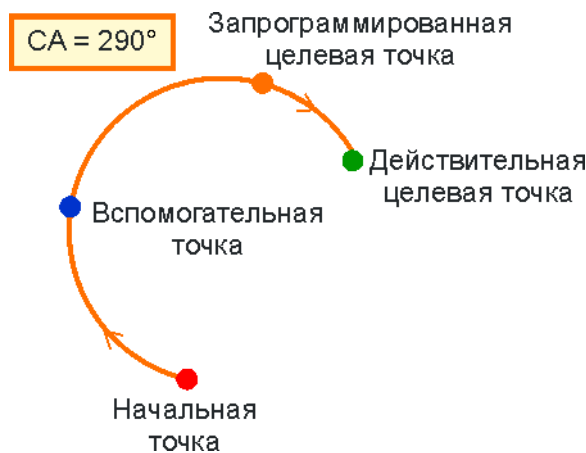 CA = 290°
Запрограммированная
целевая точка
Действительная
целевая точка
Вспомогательная
точка
Начальная
точка